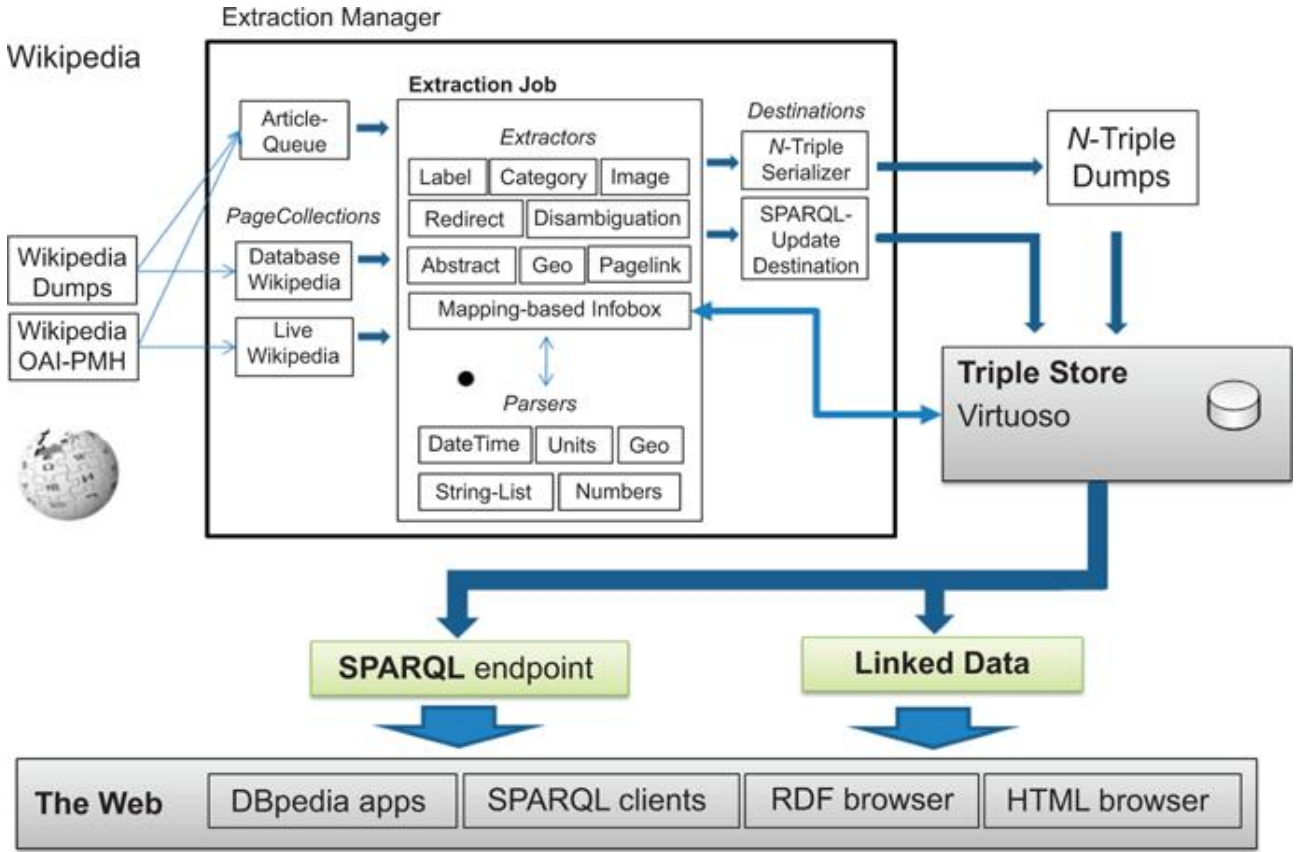 Extraction Manager
Wikipedia
Extraction Job
Article-
Queue
Extractors
Label
Category
Image
Redirect
Disambiguation
Abstract
Geo
Pagelink
Mapping-based Infobox
PageCollections
Database
Wikipedia
Live
Wikipedia
Wikipedia
Dumps
Wikipedia
OAI-PMH
Parsers
DateTime
Units
Geo
String-List
Numbers
Destinations
N-Triple
Serializer
SPARQL-
Update
Destination
N-Triple
Dumps
Triple Store
Virtuoso
SPARQL endpoint
Linked Data
The Web
DBpedia apps
SPARQL clients
RDF browser
HTML browser